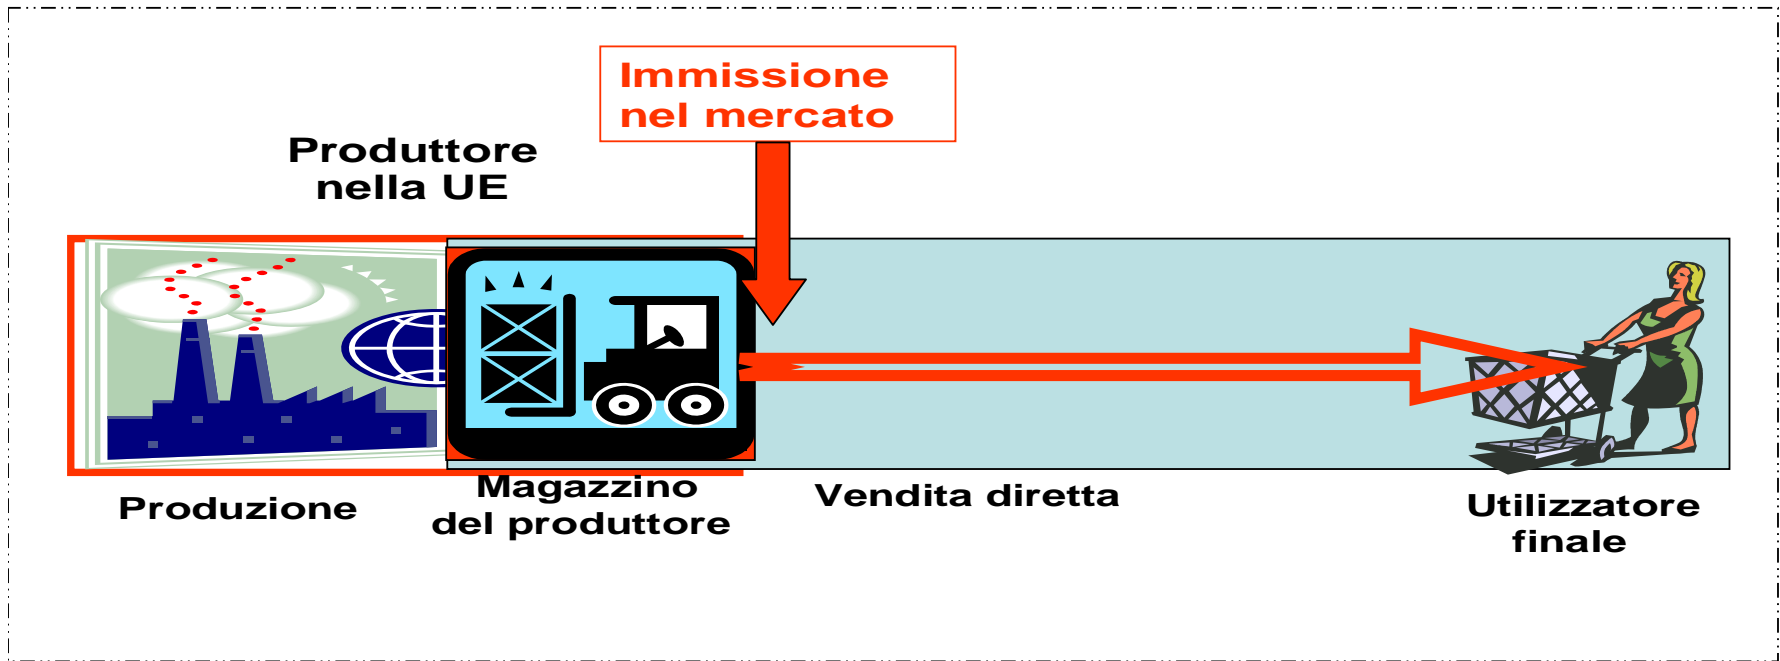 Immissione
nel mercato
Produttore
nella UE
Produzione
Magazzino
del produttore
Vendita diretta
Utilizzatore
finale